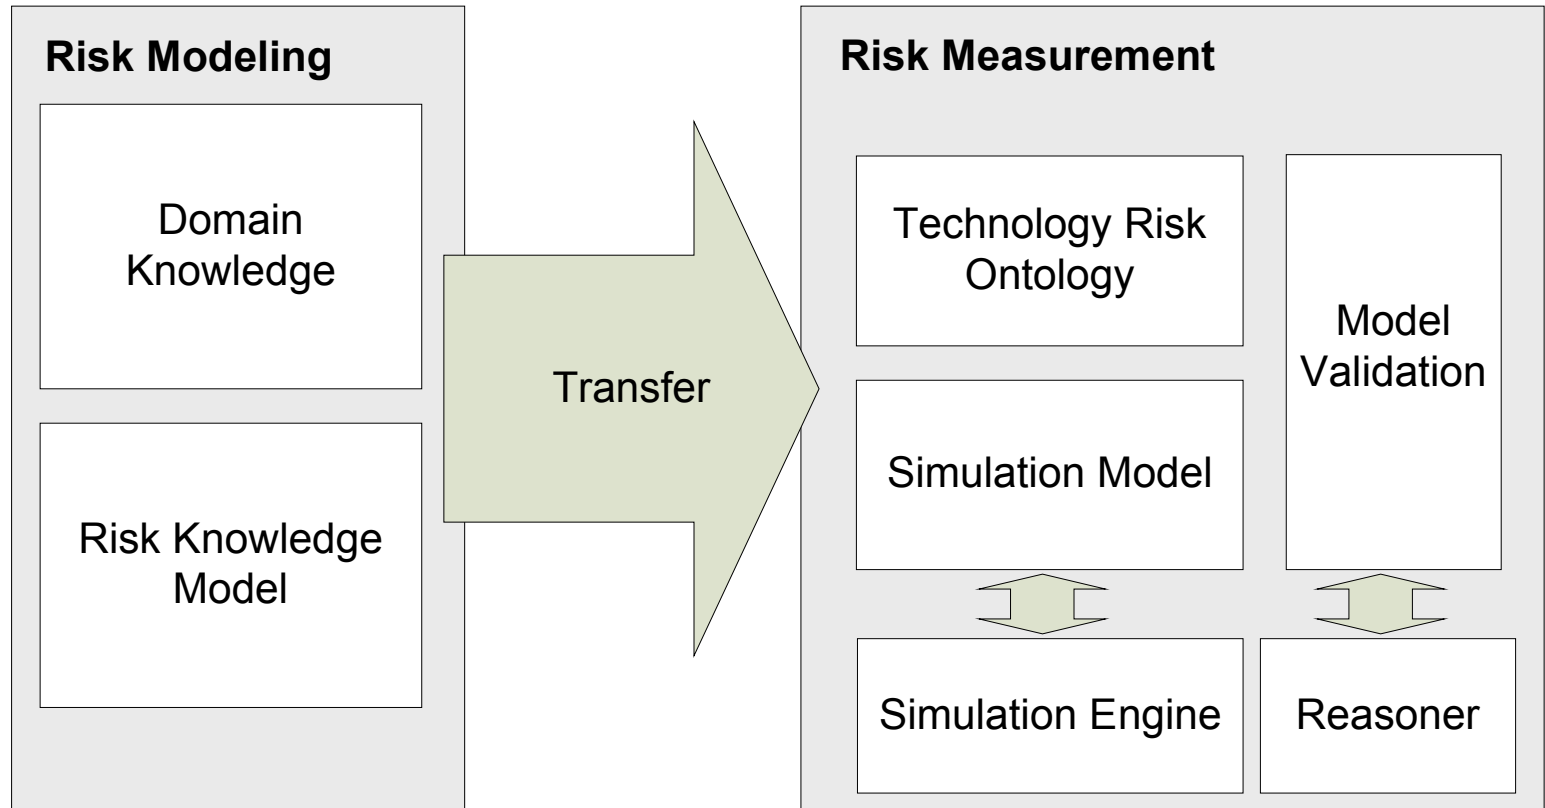 Risk Modeling
Domain
Knowledge
Risk Knowledge
Model
Transfer
Risk Measurement
Technology Risk
Ontology
Simulation Model
Model
Validation
Simulation Engine
Reasoner